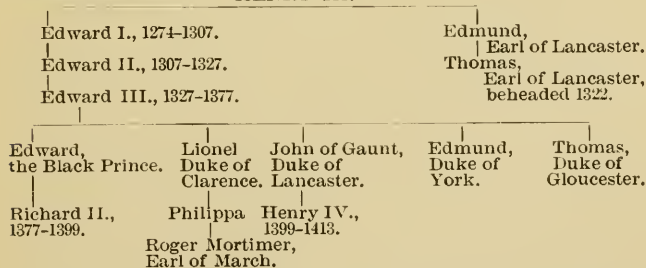 Edward I., 1274-1307.
Edward II., 1307-1327.
Edward III., 1327-1377.
Edmund,
Earl of Lancaster.
Thomas,
Earl of Lancaster,
beheaded 1322.
Edward,
the Black Prince.
Lionel
Duke of
Clarence.
John of Gaunt,
Duke of
Lancaster.
Edmund,
Duke of
York.
Thomas,
Duke of
Gloucester.
Richard II.,
1377-1399.
Philippa
Henry IV.,
1399-1413.
Roger Mortimer,
Earl of March.